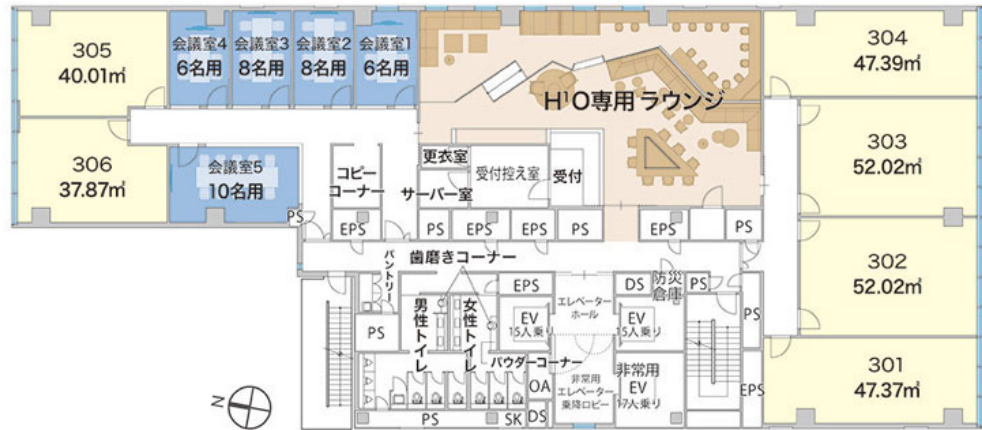 305
40.01㎡
会議室4
6名用
会議室3
8名用
会議室2
8名用
会議室1
6名用
H¹O専用 ラウンジ
304
47.39㎡
303
52.02㎡
306
37.87㎡
会議室5
10名用
コピー
コーナー
更衣室
サーバー室
受付控え室
受付
PS
EPS
PS
EPS
EPS
PS
EPS
PS
302
52.02㎡
歯磨きコーナー
パントリー
EPS
エレベーター
ホール
DS
防災
倉庫
PS
PS
PS
男性トイレ
女性トイレ
EV
15人乗り
EV
15人乗り
パウダーコーナー
OA
非常用
エレベーター
乗降ロビー
非常用
EV
17人乗り
EPS
301
47.37㎡
PS
SK
DS
N